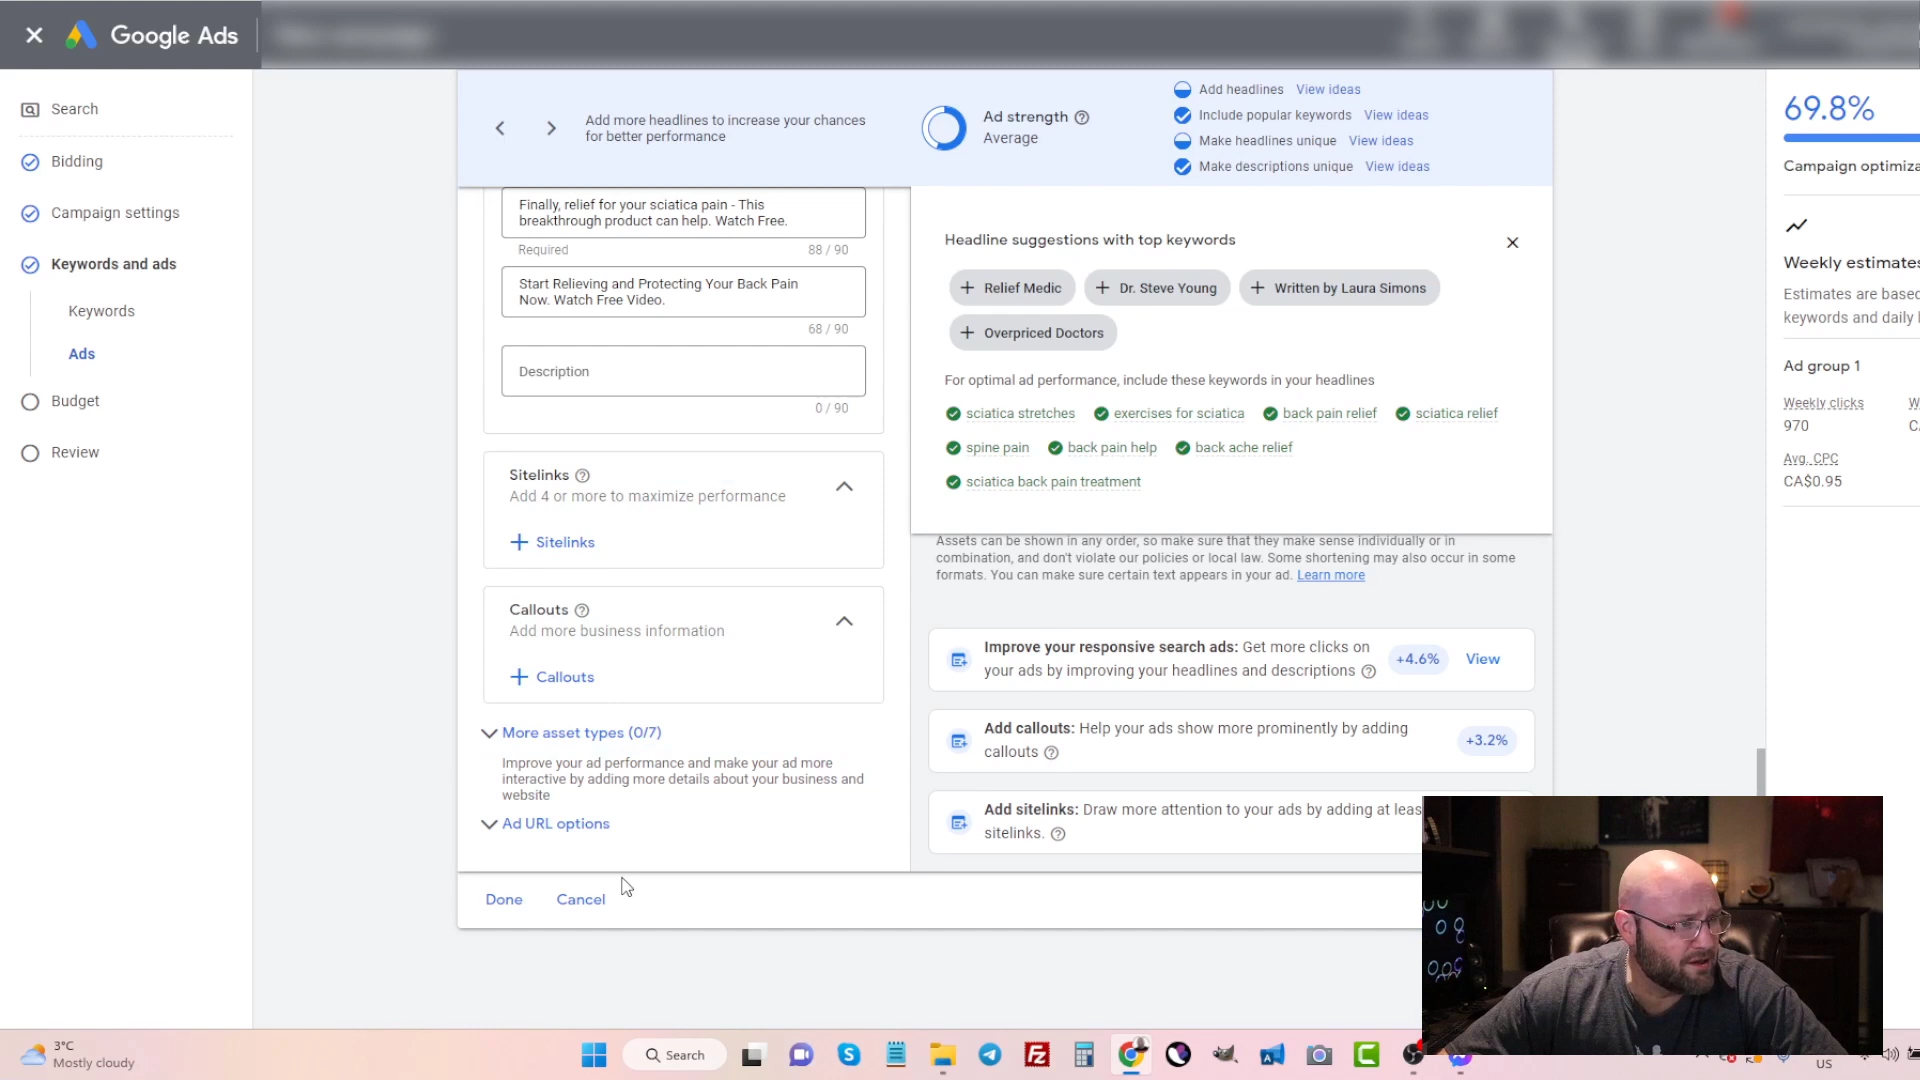 Google Ads
Search
Bidding
Campaign settings
Keywords and ads
Keywords
Ads
Budget
Review
Add more headlines to increase your chances
for better performance
Ad strength
Average
Add headlines View ideas
Include popular keywords View ideas
Make headlines unique View ideas
Make descriptions unique View ideas
Finally, relief for your sciatica pain - This
breakthrough product can help. Watch Free.
Required 88 / 90
Start Relieving and Protecting Your Back Pain
Now. Watch Free Video.
68 / 90
Description
0 / 90
Sitelinks
Add 4 or more to maximize performance
Sitelinks
Callouts
Add more business information
Callouts
More asset types (0/7)
Improve your ad performance and make your ad more
interactive by adding more details about your business and
website
Ad URL options
Done Cancel
Headline suggestions with top keywords
Relief Medic Dr. Steve Young Written by Laura Simons
Overpriced Doctors
For optimal ad performance, include these keywords in your headlines
sciatica stretches exercises for sciatica back pain relief sciatica relief
spine pain back pain help back ache relief
sciatica back pain treatment
Assets can be shown in any order, so make sure that they make sense individually or in
combination, and don't violate our policies or local law. Some shortening may also occur in some
formats. You can make sure certain text appears in your ad. Learn more
Improve your responsive search ads: Get more clicks on
your ads by improving your headlines and descriptions
+4.6% View
Add callouts: Help your ads show more prominently by adding
callouts
+3.2%
Add sitelinks: Draw more attention to your ads by adding at leas
sitelinks.
69.8%
Campaign optimiza
Weekly estimates
Estimates are based
keywords and daily
Ad group 1
Weekly clicks W
970 C
Avg. CPC
CA$0.95
3°C
Mostly cloudy
Search
US